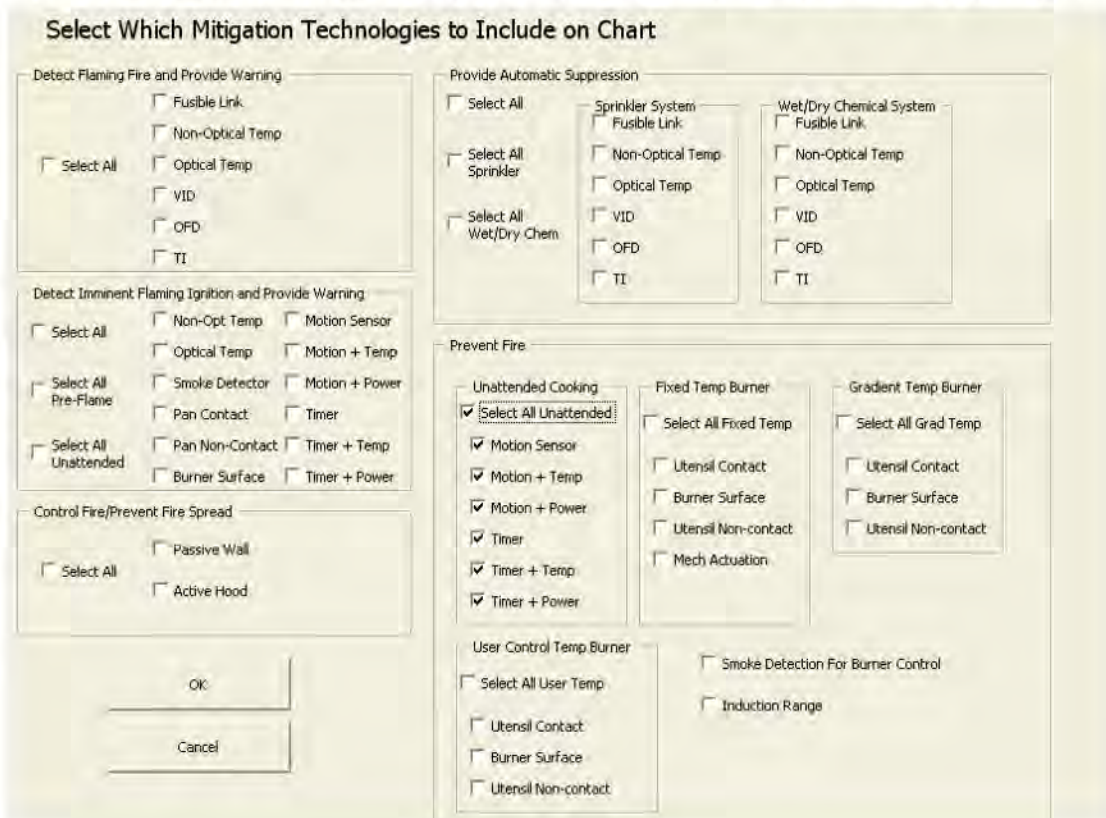 Select Which Mitigation Technologies to Include on Chart
Detect Flaming Fire and Provide Warning
Select All
Fusible Link
Non-Optical Temp
Optical Temp
VID
OFD
TI
Detect Imminent Flaming Ignition and Provide Warning
Select All
Select All
Pre-Flame
Select All
Unattended
Non-Opt Temp
Optical Temp
Smoke Detector
Pan Contact
Pan Non-Contact
Burner Surface
Motion Sensor
Motion + Temp
Motion + Power
Timer
Timer + Temp
Timer + Power
Control Fire/Prevent Fire Spread
Select All
Passive Wall
Active Hood
OK
Cancel
Provide Automatic Suppression
Select All
Select All
Sprinkler
Select All
Wet/Dry Chem
Sprinkler System
Fusible Link
Non-Optical Temp
Optical Temp
VID
OFD
TI
Wet/Dry Chemical System
Fusible Link
Non-Optical Temp
Optical Temp
VID
OFD
TI
Prevent Fire
Unattended Cooking
Select All Unattended
Motion Sensor
Motion + Temp
Motion + Power
Timer
Timer + Temp
Timer + Power
Fixed Temp Burner
Select All Fixed Temp
Utensil Contact
Burner Surface
Utensil Non-contact
Mech Actuation
Gradient Temp Burner
Select All Grad Temp
Utensil Contact
Burner Surface
Utensil Non-contact
User Control Temp Burner
Select All User Temp
Utensil Contact
Burner Surface
Utensil Non-contact
Smoke Detection For Burner Control
Induction Range